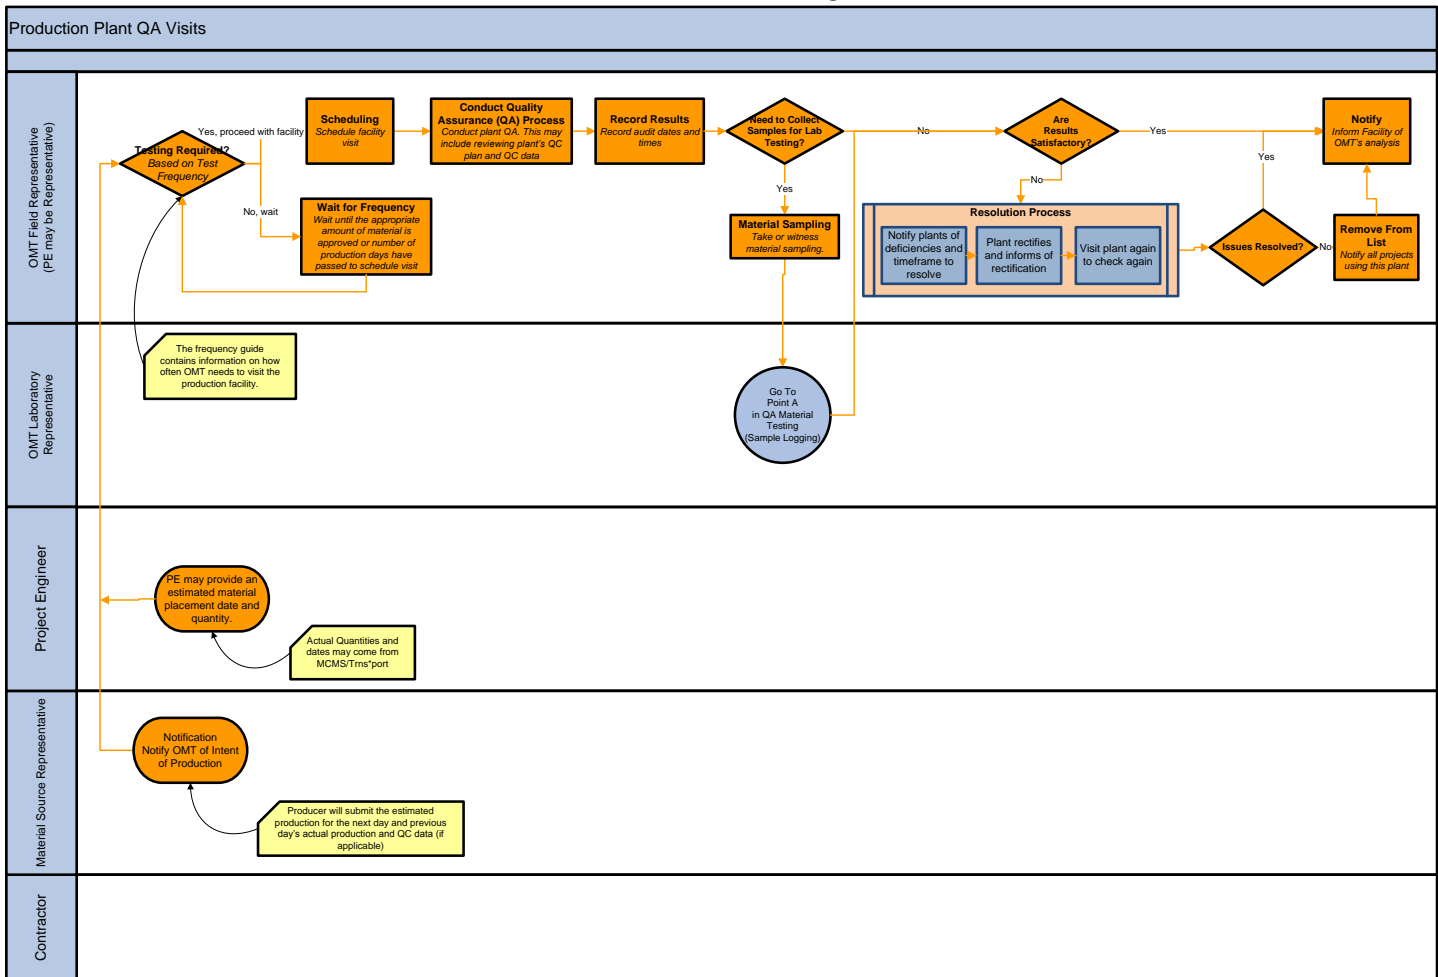 Production Plant QA Visits
OMT Field Representative
(PE may be Representative)
Testing Required?
Based on Test
Frequency
Yes, proceed with facility
No, wait
Scheduling
Schedule facility
visit
Wait for Frequency
Wait until the appropriate
amount of material is
approved or number of
production days have
passed to schedule visit
Conduct Quality
Assurance (QA) Process
Conduct plant QA. This may
include reviewing plant's QC
plan and QC data
Record Results
Record audit dates and
times
Need to Collect
Samples for Lab
Testing?
No
Yes
Material Sampling
Take or witness
material sampling.
Are
Results
Satisfactory?
Yes
No
Resolution Process
Notify plants of
deficiencies and
timeframe to
resolve
Plant rectifies
and informs of
rectification
Visit plant again
to check again
Issues Resolved?
Yes
No
Notify
Inform Facility of
OMT's analysis
Remove From
List
Notify all projects
using this plant
OMT Laboratory
Representative
The frequency guide
contains information on how
often OMT needs to visit the
production facility.
Go To
Point A
in QA Material
Testing
(Sample Logging)
Project Engineer
PE may provide an
estimated material
placement date and
quantity.
Actual Quantities and
dates may come from
MCMS/Trns*port
Material Source Representative
Notification
Notify OMT of Intent
of Production
Producer will submit the estimated
production for the next day and previous
day's actual production and QC data (if
applicable)
Contractor